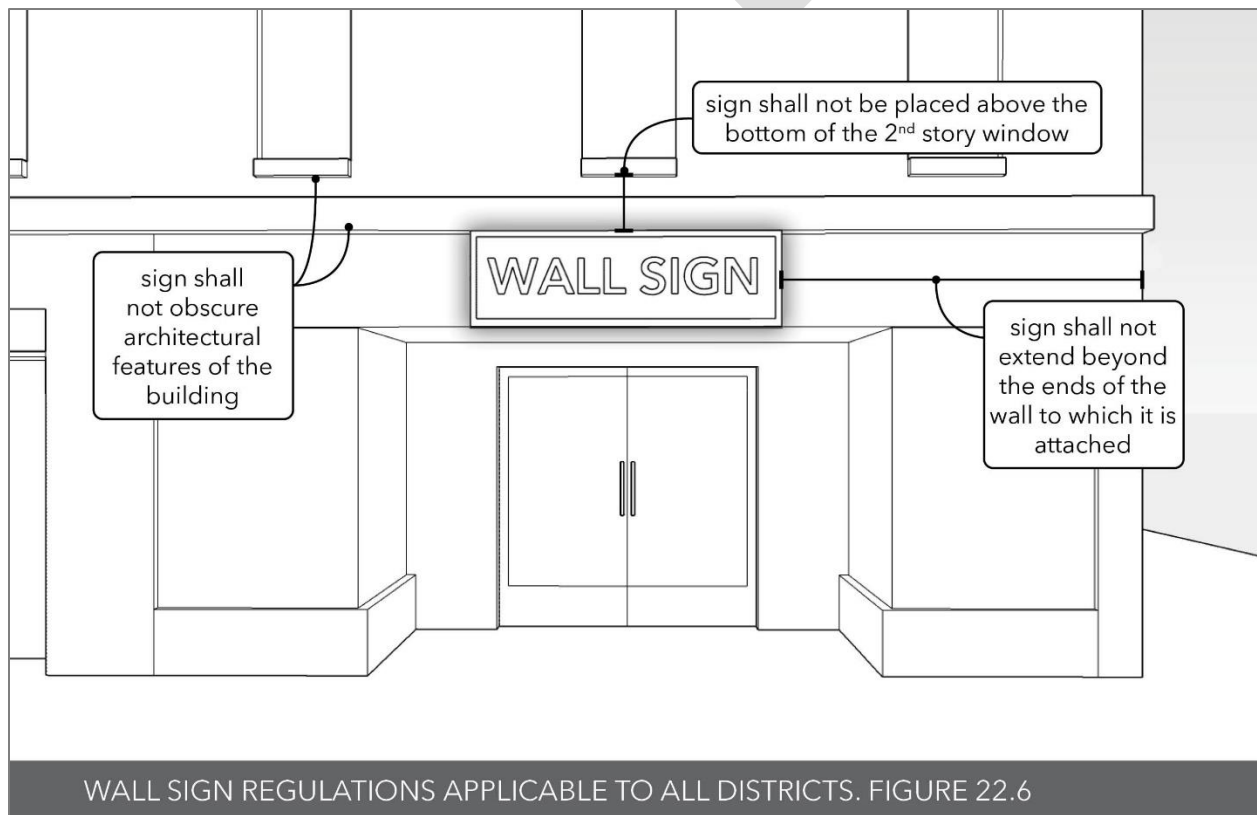 sign shall not be placed above the
bottom of the 2nd story window
WALL SIGN
sign shall
not obscure
architectural
features of the
building
sign shall not
extend beyond
the ends of the
wall to which it is
attached
WALL SIGN REGULATIONS APPLICABLE TO ALL DISTRICTS. FIGURE 22.6